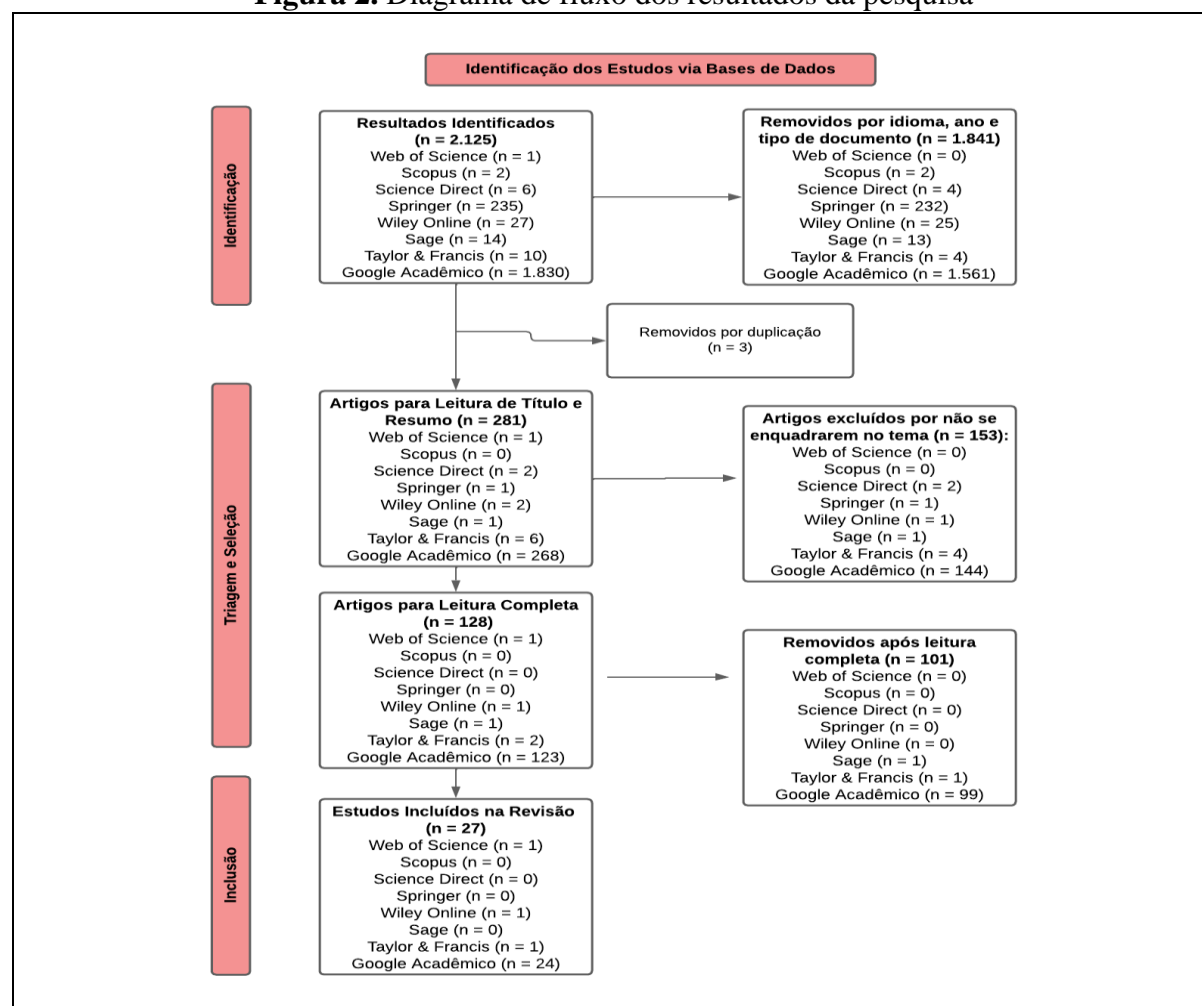 Figura 2. Diagrama de fluxo dos resultados da pesquisa
Identificação dos Estudos via Bases de Dados
Identificação
Resultados Identificados
(n = 2.125)
Web of Science (n = 1)
Scopus (n = 2)
Science Direct (n = 6)
Springer (n = 235)
Wiley Online (n = 27)
Sage (n = 14)
Taylor & Francis (n = 10)
Google Acadêmico (n = 1.830)
Removidos por idioma, ano e
tipo de documento (n = 1.841)
Web of Science (n = 0)
Scopus (n = 2)
Science Direct (n = 4)
Springer (n = 232)
Wiley Online (n = 25)
Sage (n = 13)
Taylor & Francis (n = 4)
Google Acadêmico (n = 1.561)
Removidos por duplicação
(n = 3)
Triagem e Seleção
Artigos para Leitura de Título e
Resumo (n = 281)
Web of Science (n = 1)
Scopus (n = 0)
Science Direct (n = 2)
Springer (n = 1)
Wiley Online (n = 2)
Sage (n = 1)
Taylor & Francis (n = 6)
Google Acadêmico (n = 268)
Artigos excluídos por não se
enquadrarem no tema (n = 153):
Web of Science (n = 0)
Scopus (n = 0)
Science Direct (n = 2)
Springer (n = 1)
Wiley Online (n = 1)
Sage (n = 1)
Taylor & Francis (n = 4)
Google Acadêmico (n = 144)
Artigos para Leitura Completa
(n = 128)
Web of Science (n = 1)
Scopus (n = 0)
Science Direct (n = 0)
Springer (n = 0)
Wiley Online (n = 1)
Sage (n = 1)
Taylor & Francis (n = 2)
Google Acadêmico (n = 123)
Removidos após leitura
completa (n = 101)
Web of Science (n = 0)
Scopus (n = 0)
Science Direct (n = 0)
Springer (n = 0)
Wiley Online (n = 0)
Sage (n = 1)
Taylor & Francis (n = 1)
Google Acadêmico (n = 99)
Inclusão
Estudos Incluídos na Revisão
(n = 27)
Web of Science (n = 1)
Scopus (n = 0)
Science Direct (n = 0)
Springer (n = 0)
Wiley Online (n = 1)
Sage (n = 0)
Taylor & Francis (n = 1)
Google Acadêmico (n = 24)